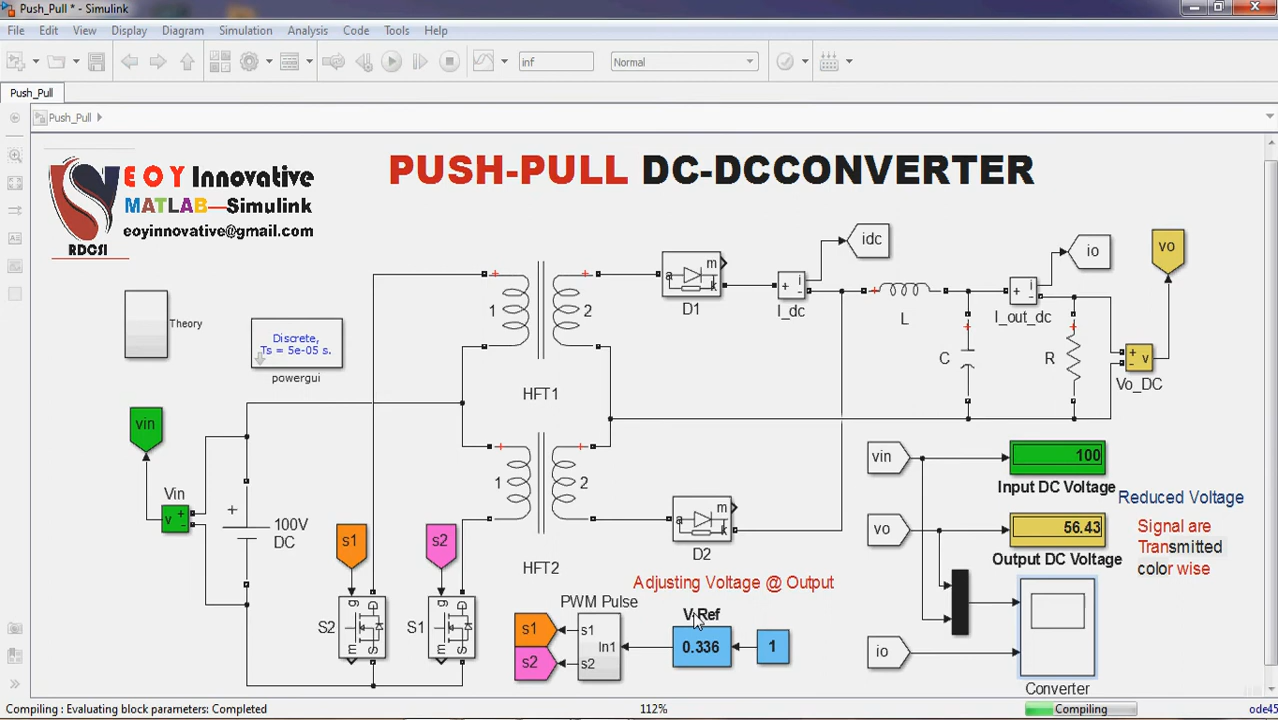 Push_Pull * - Simulink
File Edit View Display Diagram Simulation Analysis Code Tools Help
inf Normal
Push_Pull
Push_Pull
EOY Innovative
MATLAB—Simulink
eoyinnovative@gmail.com
RDCSI
PUSH-PULL DC-DCCONVERTER
Theory
Discrete,
Ts = 5e-05 s.
powergui
vin
Vin
v
+
-
+
100V
DC
s1
s2
S2
g
D
m
S
S1
g
D
m
S
+
1
+
2
HFT1
+
1
+
2
HFT2
a
m
k
D1
a
m
k
D2
+
i
-
I_dc
idc
+
L
+
C
+
i
-
I_out_dc
io
+
R
+
-
v
Vo_DC
vo
vin
100
Input DC Voltage
Reduced Voltage
vo
56.43
Output DC Voltage
Signal are
Transmitted
color wise
io
Converter
Adjusting Voltage @ Output
PWM Pulse
s1
s2
s1
s2
In1
V Ref
0.336
1
Compiling : Evaluating block parameters: Completed
112%
Compiling
ode45